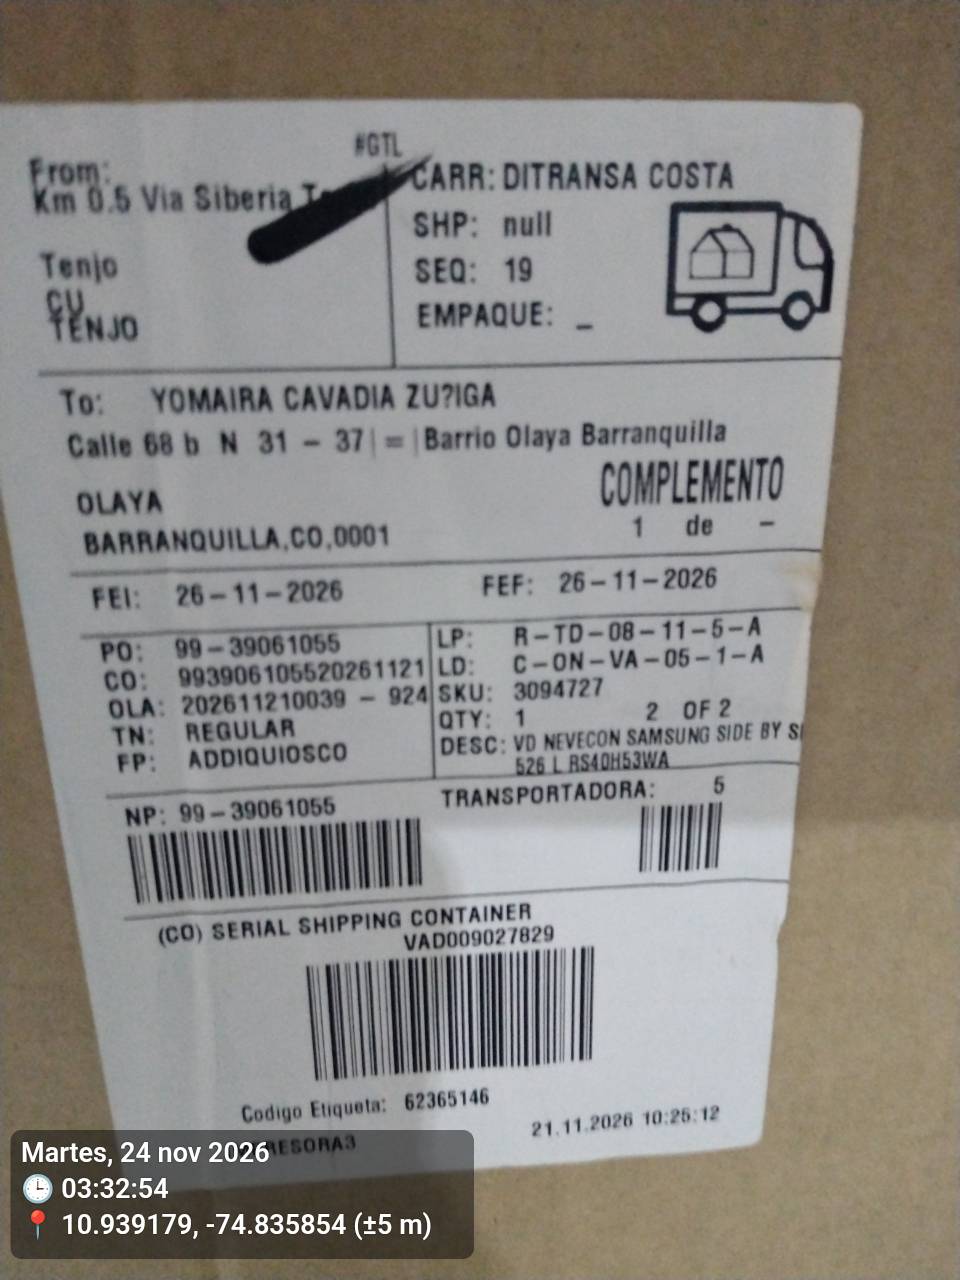 #GTL
From:
Km 0.5 Via Siberia
Tenjo
CU
TENJO
CARR: DITRANSA COSTA
SHP: null
SEQ: 19
EMPAQUE: _
To: YOMAIRA CAVADIA ZU?IGA
Calle 68 b N 31 - 37|=|Barrio Olaya Barranquilla
OLAYA
BARRANQUILLA,CO,0001
COMPLEMENTO
1 de -
FEI: 26-11-2026
FEF: 26-11-2026
PO: 99-39061055
CO: 993906105520261121
OLA: 202611210039 - 924
TN: REGULAR
FP: ADDIQUIOSCO
LP: R-TD-08-11-5-A
LD: C-ON-VA-05-1-A
SKU: 3094727
QTY: 1 2 OF 2
DESC: VD NEVECON SAMSUNG SIDE BY
526 L RS40H53WA
NP: 99-39061055
TRANSPORTADORA: 5
(CO) SERIAL SHIPPING CONTAINER
VAD009027829
Codigo Etiqueta: 62365146
21.11.2026 10:26:12
Martes, 24 nov 2026
03:32:54
10.939179, -74.835854 (±5 m)